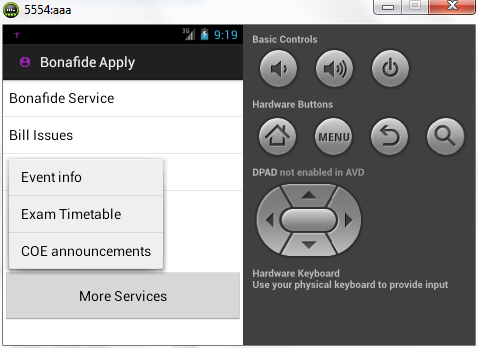 5554:aaa
3G 9:19
Bonafide Apply
Bonafide Service
Bill Issues
Event info
Exam Timetable
COE announcements
More Services
Basic Controls
Hardware Buttons
MENU
DPAD not enabled in AVD
Hardware Keyboard
Use your physical keyboard to provide input